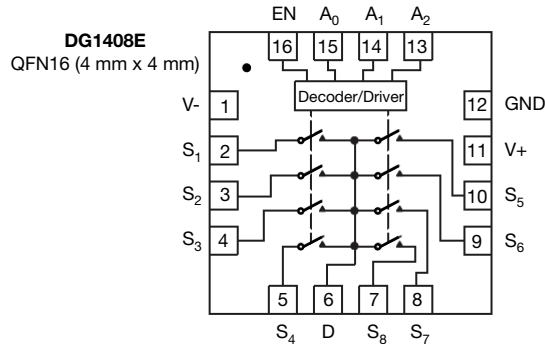 EN A0 A1 A2
DG1408E
QFN16 (4 mm x 4 mm)
16 15 14 13
Decoder/Driver
V- 1 12 GND
S1 2 11 V+
S2 3 10 S5
S3 4 9 S6
5 6 7 8
S4 D S8 S7